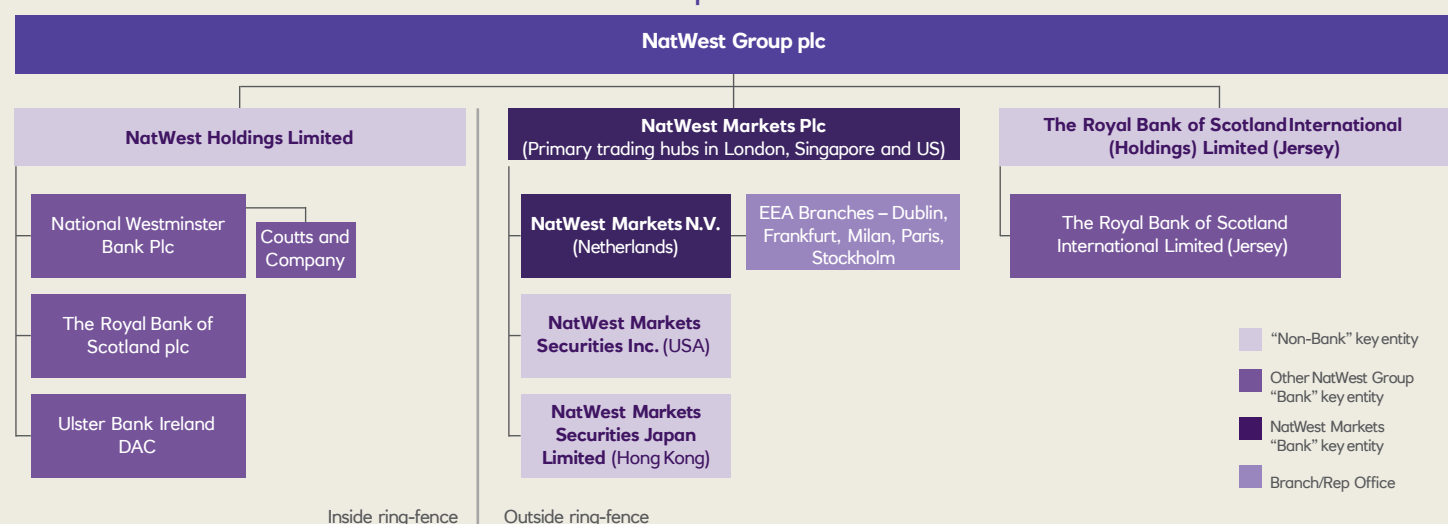 NatWest Group plc
NatWest Holdings Limited
NatWest Markets Plc
(Primary trading hubs in London, Singapore and US)
The Royal Bank of Scotland International
(Holdings) Limited (Jersey)
National Westminster
Bank Plc
Coutts and
Company
The Royal Bank of
Scotland plc
Ulster Bank Ireland
DAC
NatWest Markets N.V.
(Netherlands)
EEA Branches – Dublin,
Frankfurt, Milan, Paris,
Stockholm
NatWest Markets
Securities Inc. (USA)
NatWest Markets
Securities Japan
Limited (Hong Kong)
The Royal Bank of Scotland
International Limited (Jersey)
“Non-Bank” key entity
Other NatWest Group
“Bank” key entity
NatWest Markets
“Bank” key entity
Branch/Rep Office
Inside ring-fence
Outside ring-fence